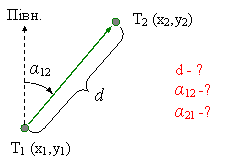 Півн.
T₂ (x₂,y₂)
α₁₂
d
d - ?
α₁₂ -?
α₂₁ -?
T₁ (x₁,y₁)